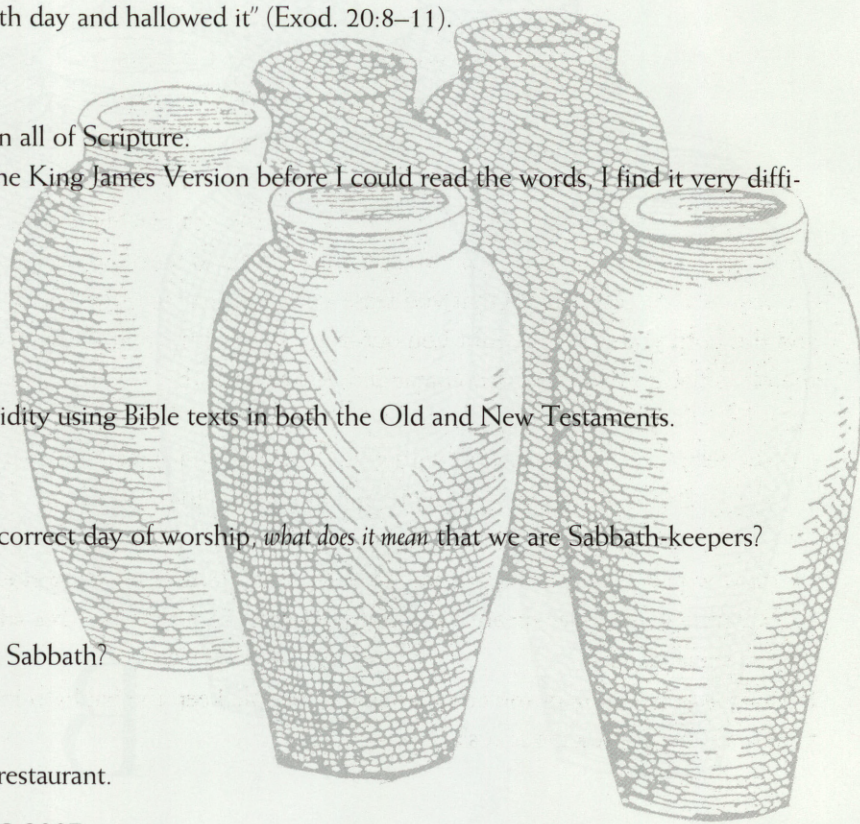 th day and hallowed it” (Exod. 20:8–11).
n all of Scripture.
ne King James Version before I could read the words, I find it very diffi-
idity using Bible texts in both the Old and New Testaments.
correct day of worship, what does it mean that we are Sabbath-keepers?
Sabbath?
restaurant.